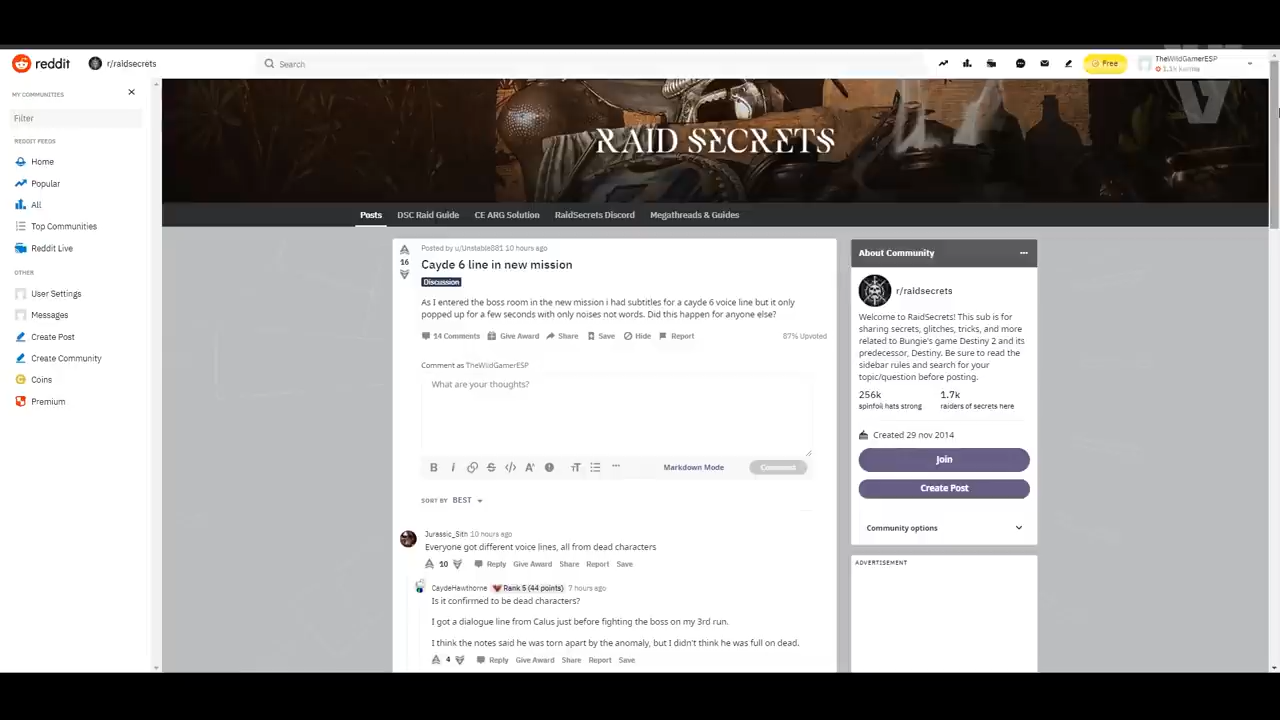 reddit
r/raidsecrets
Search
Free
TheWildGamerESP
1.1k karma
MY COMMUNITIES
Filter
REDDIT FEEDS
Home
Popular
All
Top Communities
Reddit Live
OTHER
User Settings
Messages
Create Post
Create Community
Coins
Premium
RAID SECRETS
Posts
DSC Raid Guide
CE ARG Solution
RaidSecrets Discord
Megathreads & Guides
Posted by u/Unstable881 10 hours ago
16
Cayde 6 line in new mission
Discussion
As I entered the boss room in the new mission i had subtitles for a cayde 6 voice line but it only
popped up for a few seconds with only noises not words. Did this happen for anyone else?
14 Comments Give Award Share Save Hide Report 87% Upvoted
Comment as TheWildGamerESP
What are your thoughts?
Markdown Mode
Comment
SORT BY BEST
Jurassic_Sith 10 hours ago
Everyone got different voice lines, all from dead characters
10 Reply Give Award Share Report Save
CaydeHawthorne Rank 5 (44 points) 7 hours ago
Is it confirmed to be dead characters?
I got a dialogue line from Calus just before fighting the boss on my 3rd run.
I think the notes said he was torn apart by the anomaly, but I didn't think he was full on dead.
4 Reply Give Award Share Report Save
About Community
r/raidsecrets
Welcome to RaidSecrets! This sub is for
sharing secrets, glitches, tricks, and more
related to Bungie's game Destiny 2 and its
predecessor, Destiny. Be sure to read the
sidebar rules and search for your
topic/question before posting.
256k 1.7k
spinfoil hats strong raiders of secrets here
Created 29 nov 2014
Join
Create Post
Community options
ADVERTISEMENT